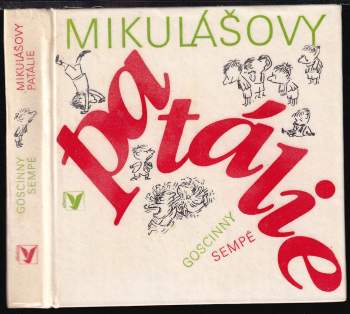 MIKULÁŠOVY
PATÁLIE
GOSCINNY
SEMPÉ
MIKULÁŠOVY
patálie
GOSCINNY
SEMPÉ